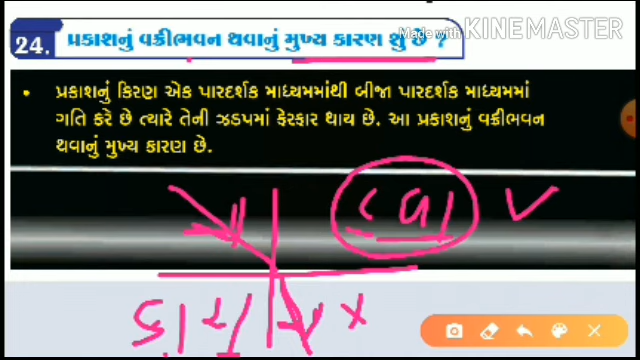 Made with KINEMASTER
24. પ્રકાશનું વક્રીભવન થવાનું મુખ્ય કારણ શું છે ?
• પ્રકાશનું કિરણ એક પારદર્શક માધ્યમમાંથી બીજા પારદર્શક માધ્યમમાં
ગતિ કરે છે ત્યારે તેની ઝડપમાં ફેરફાર થાય છે. આ પ્રકાશનું વક્રીભવન
થવાનું મુખ્ય કારણ છે.